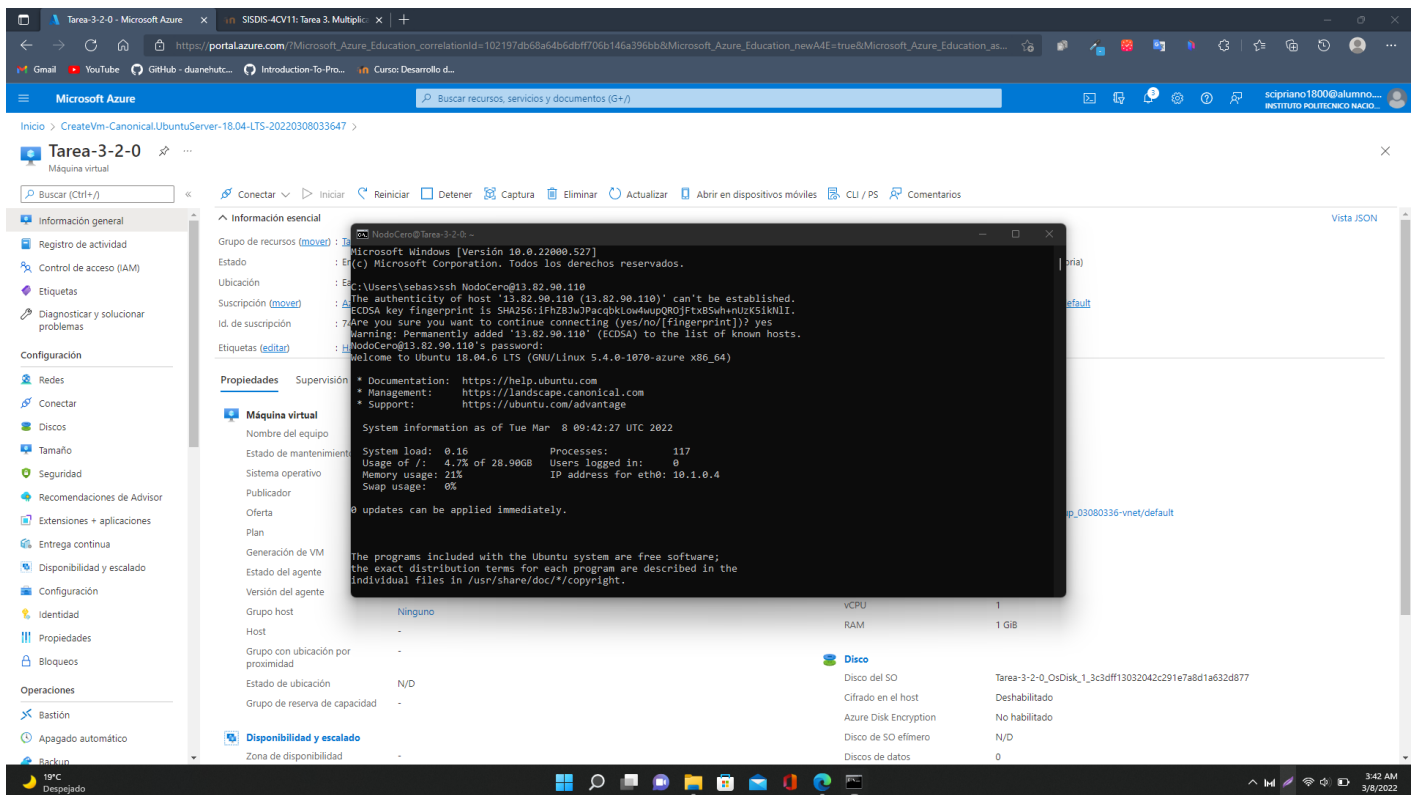 Tarea-3-2-0 - Microsoft Azure
SISDIS-4CV11: Tarea 3. Multiplic
https://portal.azure.com/?Microsoft_Azure_Education_correlationId=102197db68a64b6dbff706b146a396bb&Microsoft_Azure_Education_newA4E=true&Microsoft_Azure_Education_as...
Gmail YouTube GitHub - duanehutc... Introduction-To-Pro... Curso: Desarrollo d...
Microsoft Azure
Buscar recursos, servicios y documentos (G+/)
3
scipriano1800@alumno....
INSTITUTO POLITECNICO NACIO...
Inicio > CreateVm-Canonical.UbuntuServer-18.04-LTS-20220308033647 >
Tarea-3-2-0
Máquina virtual
Buscar (Ctrl+/)
Conectar Iniciar Reiniciar Detener Captura Eliminar Actualizar Abrir en dispositivos móviles CLI / PS Comentarios
Información general
Registro de actividad
Control de acceso (IAM)
Etiquetas
Diagnosticar y solucionar
problemas
Configuración
Redes
Conectar
Discos
Tamaño
Seguridad
Recomendaciones de Advisor
Extensiones + aplicaciones
Entrega continua
Disponibilidad y escalado
Configuración
Identidad
Propiedades
Bloqueos
Operaciones
Bastión
Apagado automático
Backup
Información esencial
Vista JSON
Grupo de recursos (mover) : Ta
Estado : En
Ubicación : Ea
Suscripción (mover) : Az
Id. de suscripción : 74
Etiquetas (editar) : H
oria)
efault
Propiedades Supervisión
Máquina virtual
Nombre del equipo
Estado de mantenimiento
Sistema operativo
Publicador
Oferta
Plan
Generación de VM
Estado del agente
Versión del agente
Grupo host Ninguno
Host -
Grupo con ubicación por
proximidad -
Estado de ubicación N/D
Grupo de reserva de capacidad -
Disponibilidad y escalado
Zona de disponibilidad -
NodoCero@Tarea-3-2-0: ~
Microsoft Windows [Versión 10.0.22000.527]
(c) Microsoft Corporation. Todos los derechos reservados.
C:\Users\sebas>ssh NodoCero@13.82.90.110
The authenticity of host '13.82.90.110 (13.82.90.110)' can't be established.
ECDSA key fingerprint is SHA256:iFhZBJwJPacqbkLow4wupQROjFtxBSwh+nUzKSikNlI.
Are you sure you want to continue connecting (yes/no/[fingerprint])? yes
Warning: Permanently added '13.82.90.110' (ECDSA) to the list of known hosts.
NodoCero@13.82.90.110's password:
Welcome to Ubuntu 18.04.6 LTS (GNU/Linux 5.4.0-1070-azure x86_64)
* Documentation: https://help.ubuntu.com
* Management: https://landscape.canonical.com
* Support: https://ubuntu.com/advantage
System information as of Tue Mar 8 09:42:27 UTC 2022
System load: 0.16 Processes: 117
Usage of /: 4.7% of 28.90GB Users logged in: 0
Memory usage: 21% IP address for eth0: 10.1.0.4
Swap usage: 0%
0 updates can be applied immediately.
The programs included with the Ubuntu system are free software;
the exact distribution terms for each program are described in the
individual files in /usr/share/doc/*/copyright.
up_03080336-vnet/default
vCPU 1
RAM 1 GiB
Disco
Disco del SO Tarea-3-2-0_OsDisk_1_3c3dff13032042c291e7a8d1a632d877
Cifrado en el host Deshabilitado
Azure Disk Encryption No habilitado
Disco de SO efímero N/D
Discos de datos 0
19°C
Despejado
3:42 AM
3/8/2022